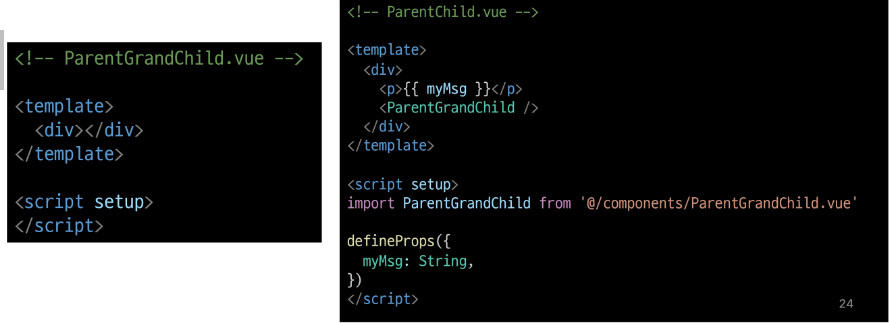 <!-- ParentGrandChild.vue -->
<template>
  <div></div>
</template>
<script setup>
</script>
<!-- ParentChild.vue -->
<template>
  <div>
    <p>{{ myMsg }}</p>
    <ParentGrandChild />
  </div>
</template>
<script setup>
import ParentGrandChild from '@/components/ParentGrandChild.vue'
defineProps({
  myMsg: String,
})
</script>
24